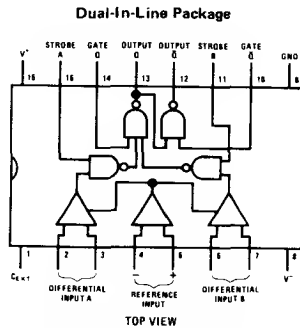 Dual-In-Line Package
STROBE GATE OUTPUT OUTPUT STROBE GATE
V⁺ A Q Q Q̄ B Q̄ GND
16 15 14 13 12 11 10 9
− +
1 2 3 4 5 6 7 8
C_EXT V⁻
DIFFERENTIAL REFERENCE DIFFERENTIAL
INPUT A INPUT INPUT B
TOP VIEW